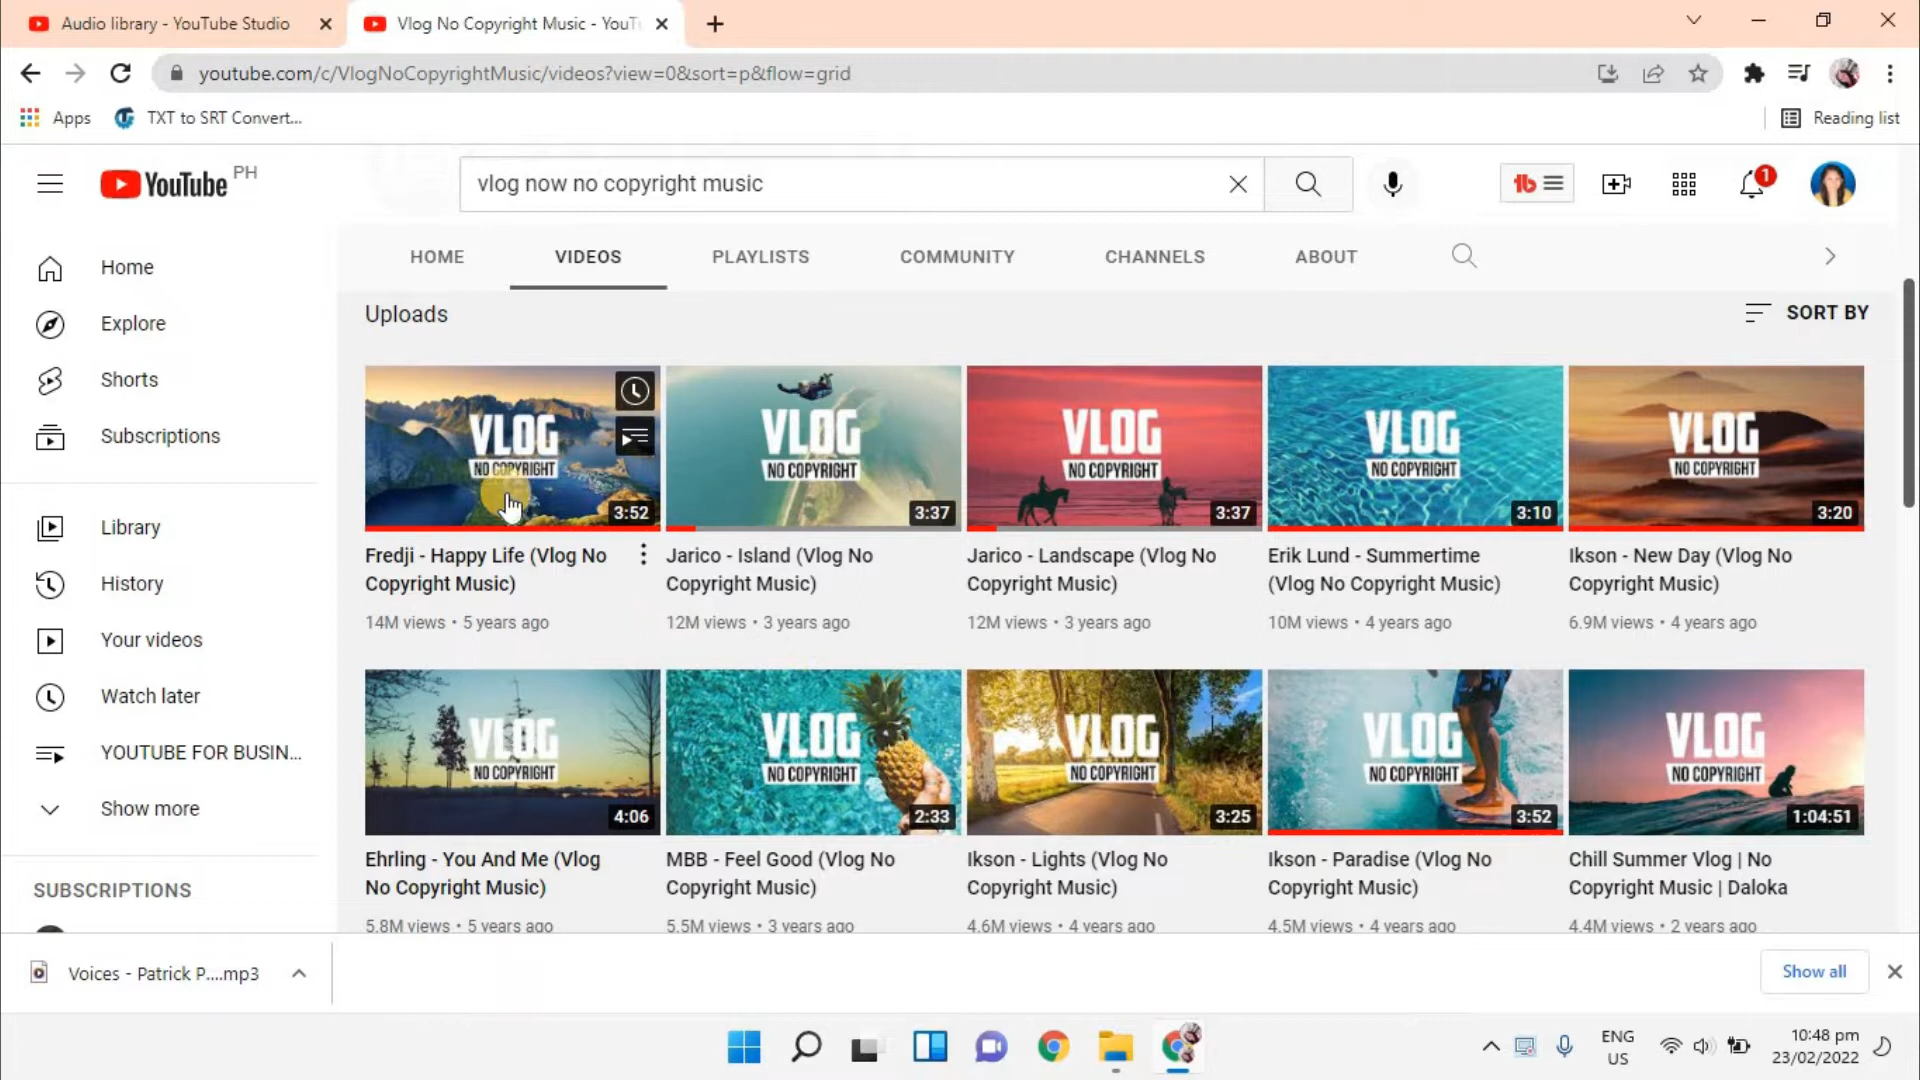 Audio library - YouTube Studio
Vlog No Copyright Music - YouT
youtube.com/c/VlogNoCopyrightMusic/videos?view=0&sort=p&flow=grid
Apps
TXT to SRT Convert...
Reading list
YouTube PH
vlog now no copyright music
1
HOME
VIDEOS
PLAYLISTS
COMMUNITY
CHANNELS
ABOUT
Home
Explore
Shorts
Subscriptions
Library
History
Your videos
Watch later
YOUTUBE FOR BUSIN...
Show more
SUBSCRIPTIONS
Uploads
SORT BY
VLOG
NO COPYRIGHT
3:52
Fredji - Happy Life (Vlog No
Copyright Music)
14M views • 5 years ago
VLOG
NO COPYRIGHT
3:37
Jarico - Island (Vlog No
Copyright Music)
12M views • 3 years ago
VLOG
NO COPYRIGHT
3:37
Jarico - Landscape (Vlog No
Copyright Music)
12M views • 3 years ago
VLOG
NO COPYRIGHT
3:10
Erik Lund - Summertime
(Vlog No Copyright Music)
10M views • 4 years ago
VLOG
NO COPYRIGHT
3:20
Ikson - New Day (Vlog No
Copyright Music)
6.9M views • 4 years ago
VLOG
NO COPYRIGHT
4:06
Ehrling - You And Me (Vlog
No Copyright Music)
5.8M views • 5 years ago
VLOG
NO COPYRIGHT
2:33
MBB - Feel Good (Vlog No
Copyright Music)
5.5M views • 3 years ago
VLOG
NO COPYRIGHT
3:25
Ikson - Lights (Vlog No
Copyright Music)
4.6M views • 4 years ago
VLOG
NO COPYRIGHT
3:52
Ikson - Paradise (Vlog No
Copyright Music)
4.5M views • 4 years ago
VLOG
NO COPYRIGHT
1:04:51
Chill Summer Vlog | No
Copyright Music | Daloka
4.4M views • 2 years ago
Voices - Patrick P....mp3
Show all
ENG
US
10:48 pm
23/02/2022